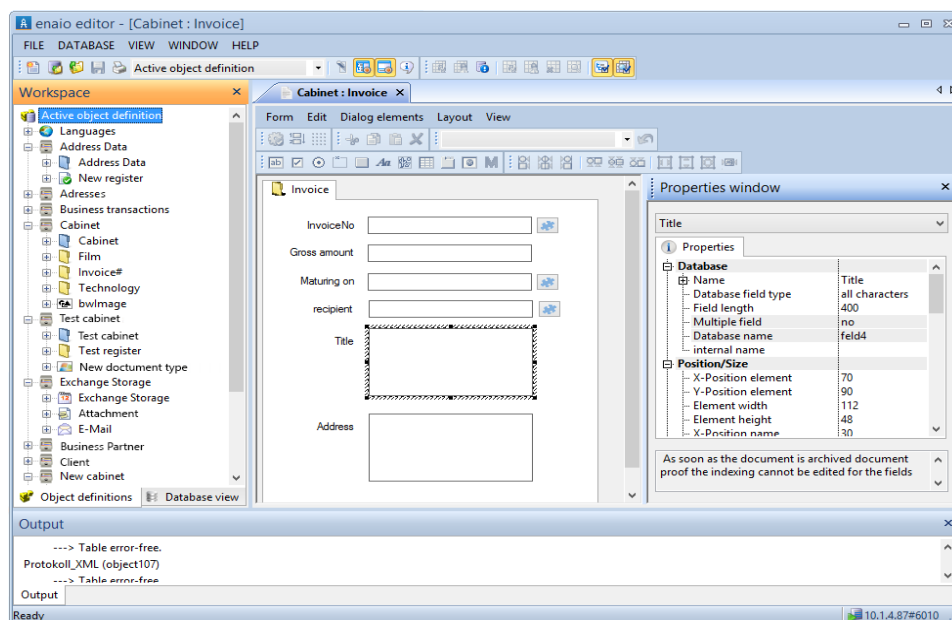 enaio editor - [Cabinet : Invoice]
FILE DATABASE VIEW WINDOW HELP
Active object definition
Workspace
Active object definition
Languages
Address Data
Address Data
New register
Adresses
Business transactions
Cabinet
Cabinet
Film
Invoice#
Technology
bwImage
Test cabinet
Test cabinet
Test register
New doctument type
Exchange Storage
Exchange Storage
Attachment
E-Mail
Business Partner
Client
New cabinet
Object definitions Database view
Cabinet : Invoice
Form Edit Dialog elements Layout View
Invoice
InvoiceNo
Gross amount
Maturing on
recipient
Title
Address
Properties window
Title
Properties
Database
Name Title
Database field type all characters
Field length 400
Multiple field no
Database name feld4
internal name
Position/Size
X-Position element 70
Y-Position element 90
Element width 112
Element height 48
X-Position name 30
As soon as the document is archived document
proof the indexing cannot be edited for the fields
Output
---> Table error-free.
Protokoll_XML (object107)
---> Table error-free
Output
Ready 10.1.4.87#6010